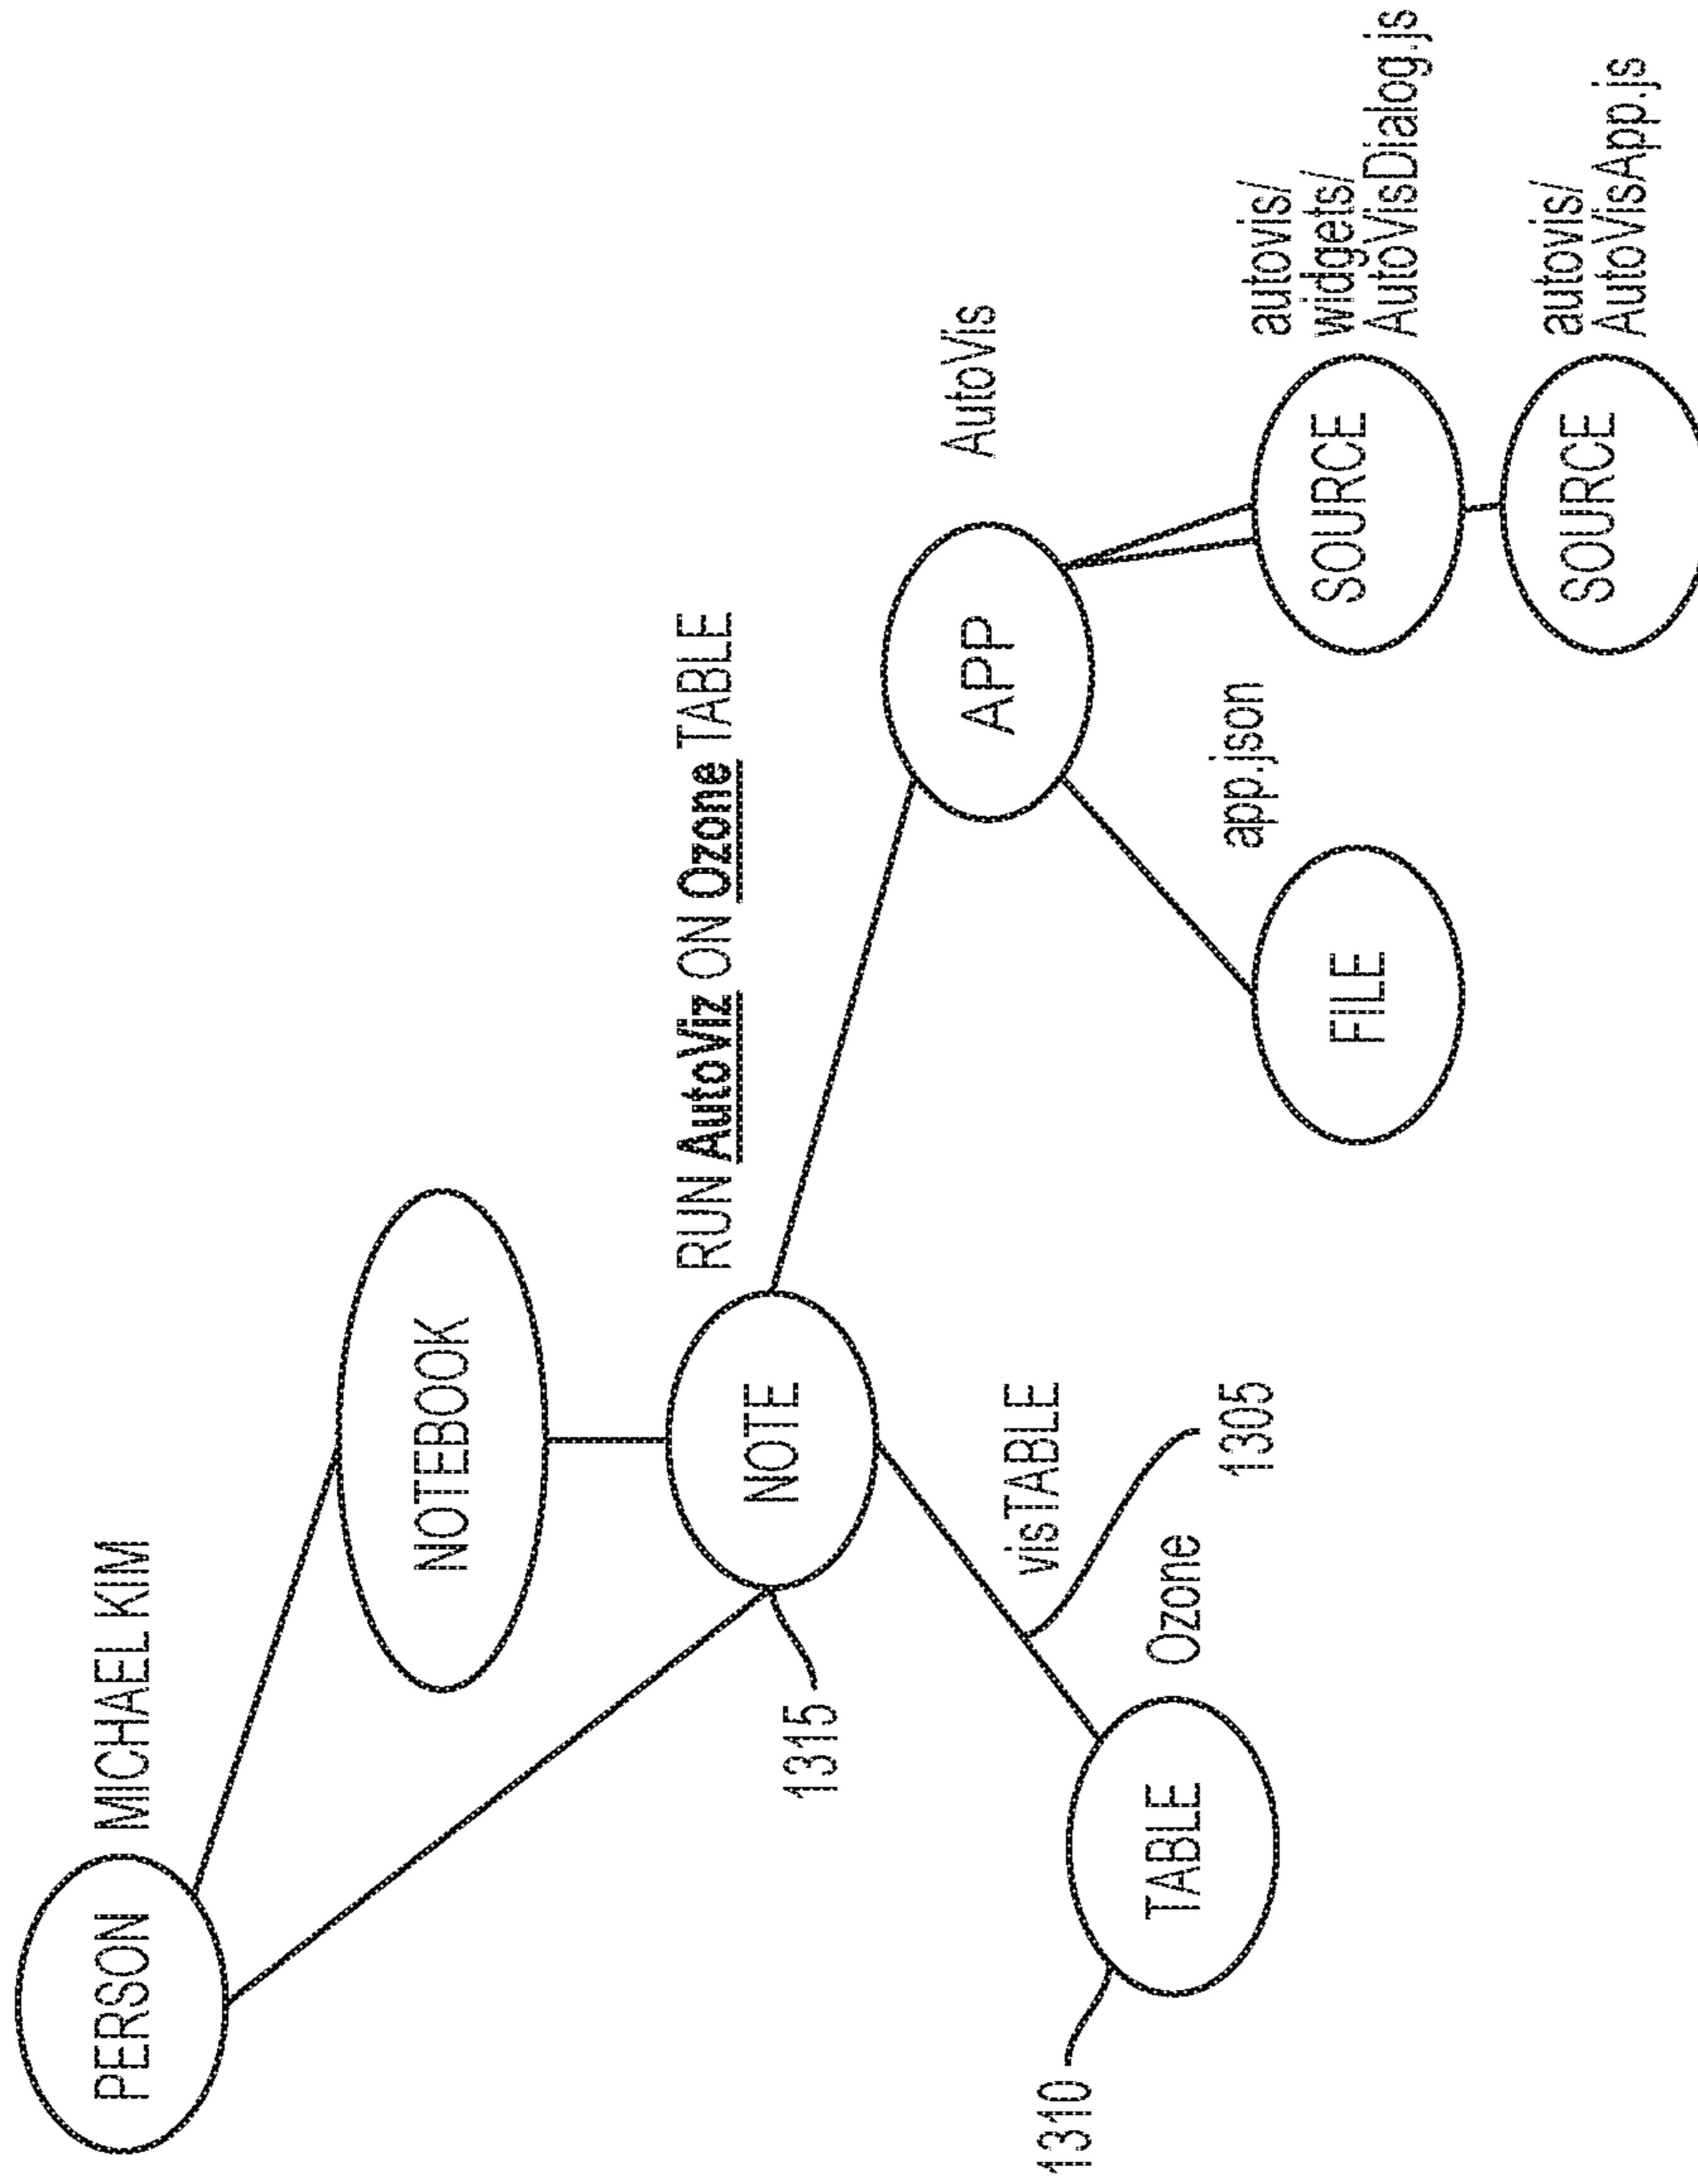 PERSON
MICHAEL KIM
NOTEBOOK
RUN AutoViz ON Ozone TABLE
NOTE
1315
AutoVis
APP
visTABLE
1305
1310
TABLE
Ozone
app.json
FILE
SOURCE
autovis/
widgets/
AutoVisDialog.js
SOURCE
autovis/
AutoVisApp.js